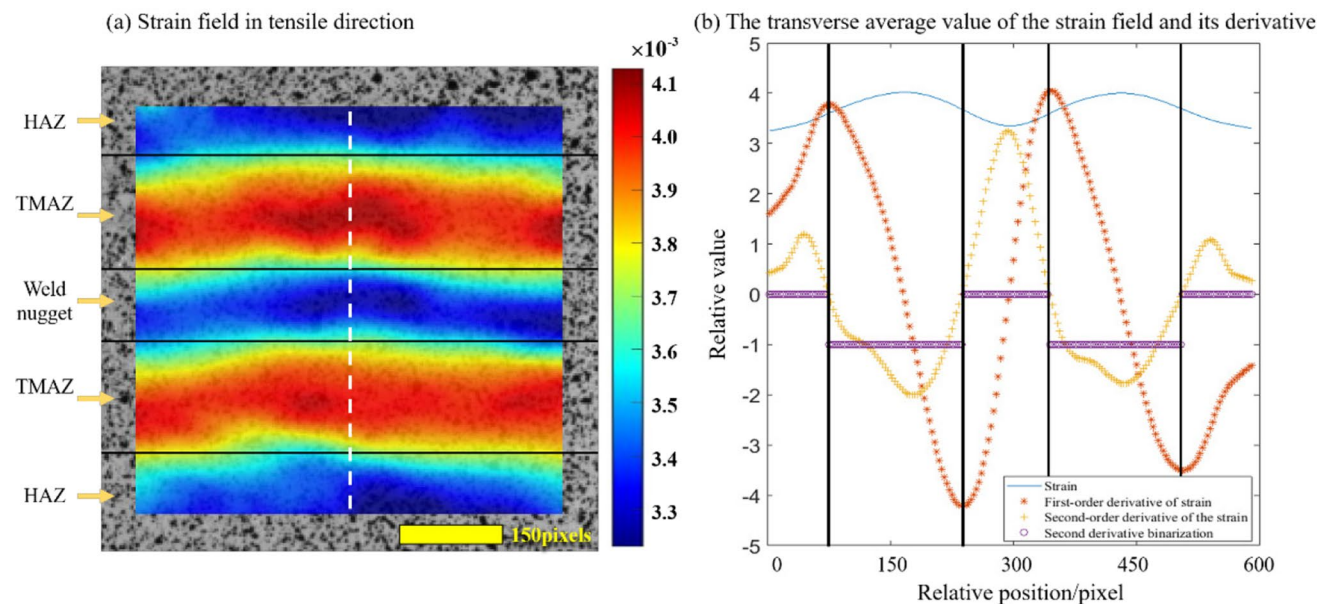 (a) Strain field in tensile direction
HAZ
TMAZ
Weld
nugget
TMAZ
HAZ
150pixels
×10⁻³
4.1
4.0
3.9
3.8
3.7
3.6
3.5
3.4
3.3
(b) The transverse average value of the strain field and its derivative
5
4
3
2
1
0
-1
-2
-3
-4
-5
Relative value
0 150 300 450 600
Relative position/pixel
Strain
First-order derivative of strain
Second-order derivative of the strain
Second derivative binarization